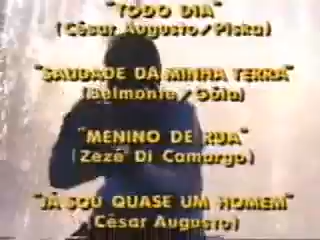 "TODO DIA"
(César Augusto/Piska)
"SAUDADE DA MINHA TERRA"
(Belmonte/Goia)
"MENINO DE RUA"
(Zezé Di Camargo)
"JÁ SOU QUASE UM HOMEM"
(César Augusto)